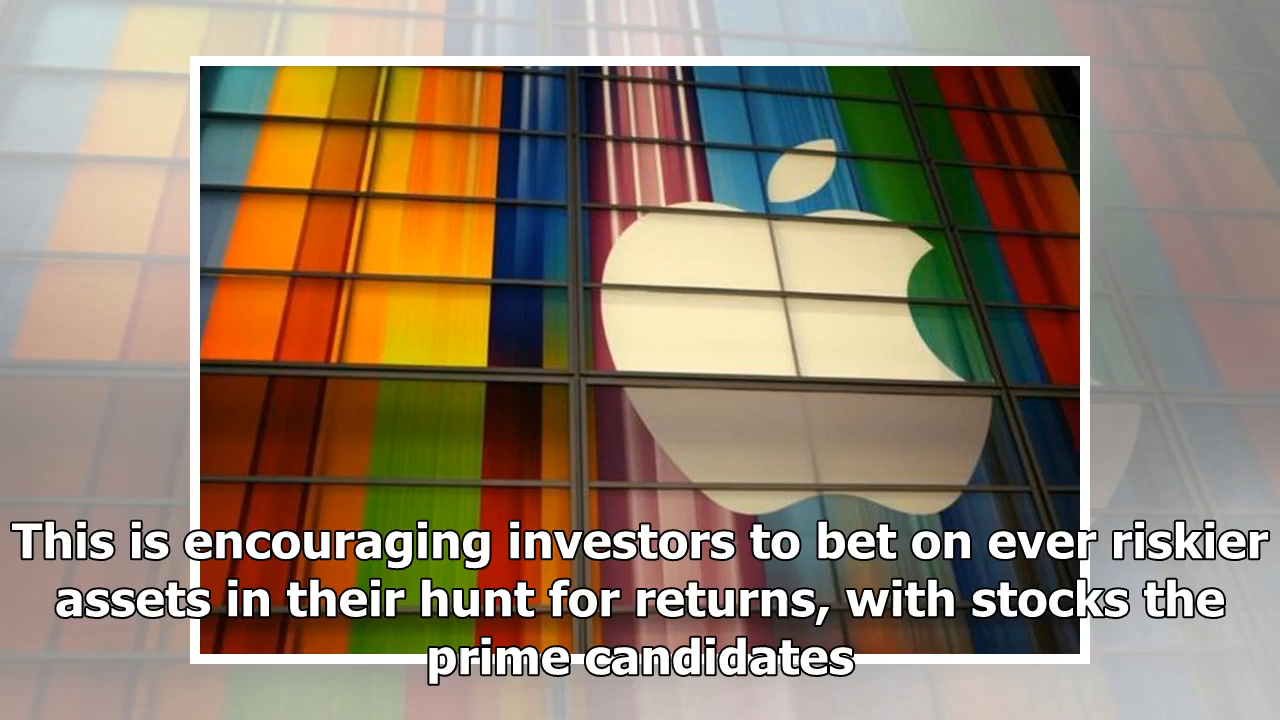 This is encouraging investors to bet on ever riskier
assets in their hunt for returns, with stocks the
prime candidates